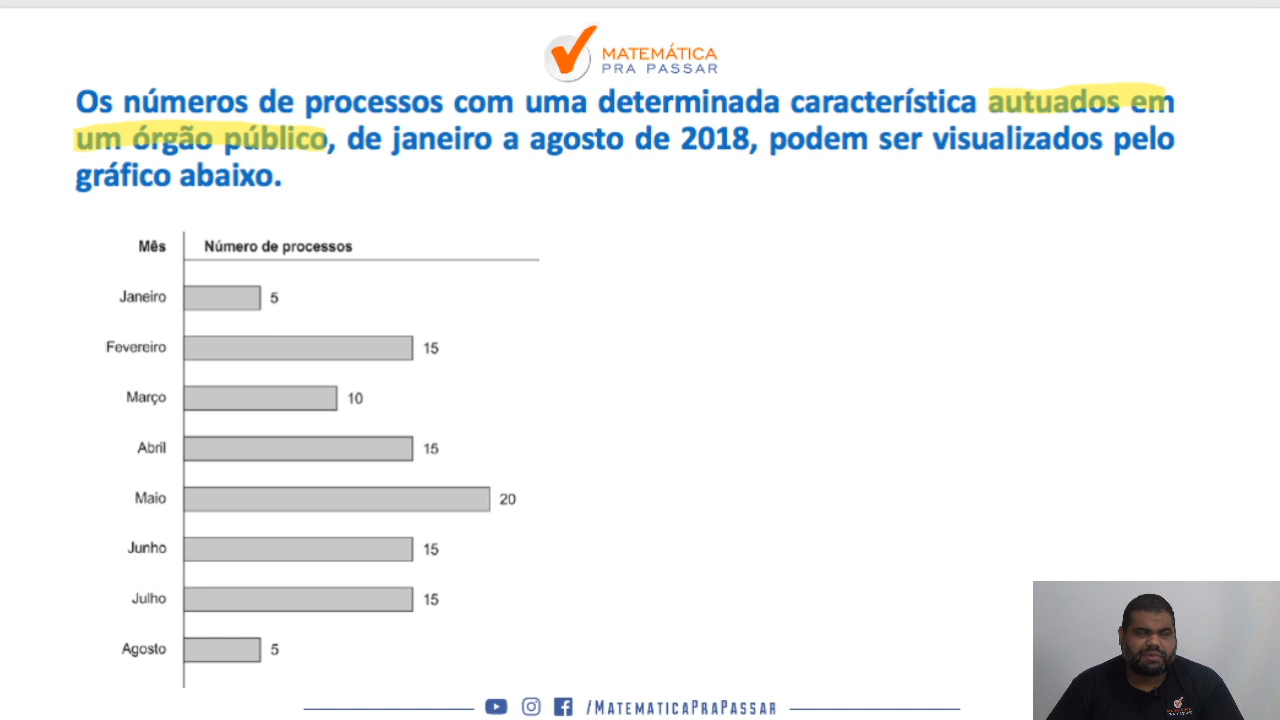 MATEMÁTICA
PRA PASSAR
Os números de processos com uma determinada característica autuados em
um órgão público, de janeiro a agosto de 2018, podem ser visualizados pelo
gráfico abaixo.
Mês Número de processos
Janeiro 5
Fevereiro 15
Março 10
Abril 15
Maio 20
Junho 15
Julho 15
Agosto 5
/MATEMATICAPRAPASSAR